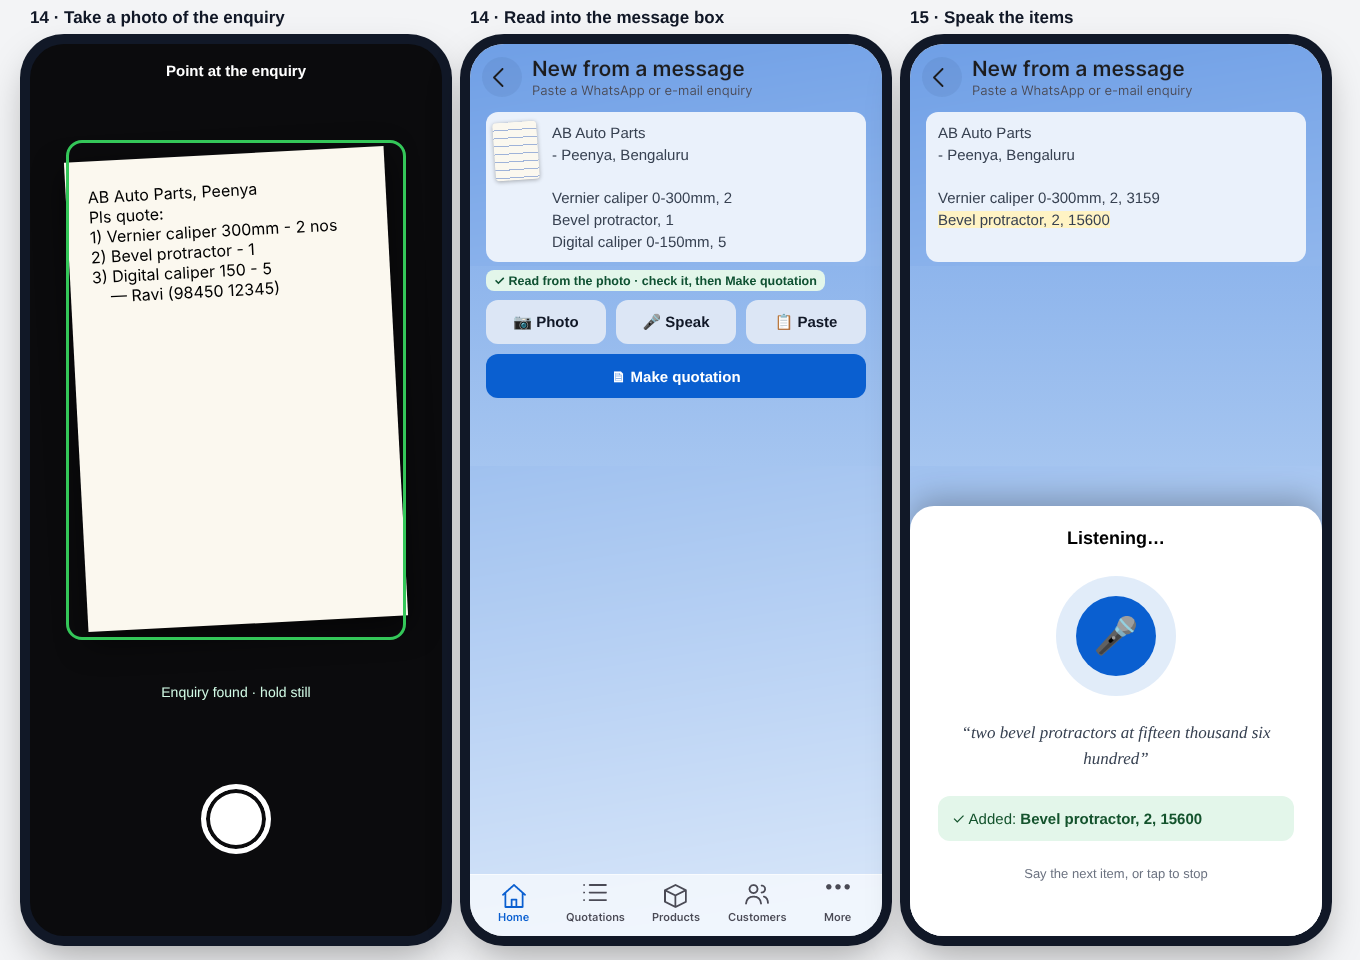 14 · Take a photo of the enquiry
Point at the enquiry
AB Auto Parts, Peenya
Pls quote:
1) Vernier caliper 300mm - 2 nos
2) Bevel protractor - 1
3) Digital caliper 150 - 5
— Ravi (98450 12345)
Enquiry found · hold still
14 · Read into the message box
New from a message
Paste a WhatsApp or e-mail enquiry
AB Auto Parts
- Peenya, Bengaluru
Vernier caliper 0-300mm, 2
Bevel protractor, 1
Digital caliper 0-150mm, 5
✓ Read from the photo · check it, then Make quotation
📷 Photo
🎤 Speak
📋 Paste
🗎 Make quotation
Home
Quotations
Products
Customers
More
15 · Speak the items
New from a message
Paste a WhatsApp or e-mail enquiry
AB Auto Parts
- Peenya, Bengaluru
Vernier caliper 0-300mm, 2, 3159
Bevel protractor, 2, 15600
Listening…
“two bevel protractors at fifteen thousand six
hundred”
✓ Added: Bevel protractor, 2, 15600
Say the next item, or tap to stop